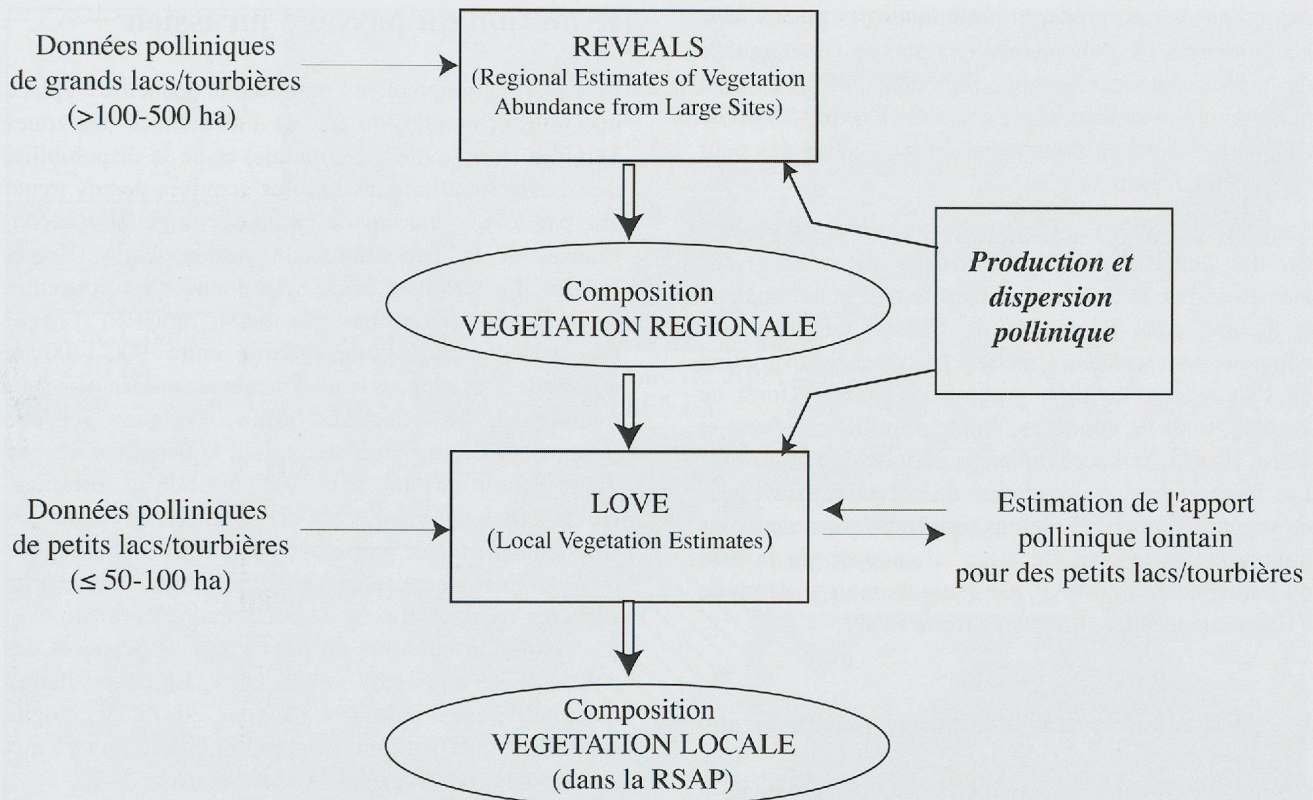 Données polliniques
de grands lacs/tourbières
(>100-500 ha)
REVEALS
(Regional Estimates of Vegetation
Abundance from Large Sites)
Production et
dispersion
pollinique
Composition
VEGETATION REGIONALE
Données polliniques
de petits lacs/tourbières
(≤ 50-100 ha)
LOVE
(Local Vegetation Estimates)
Estimation de l'apport
pollinique lointain
pour des petits lacs/tourbières
Composition
VEGETATION LOCALE
(dans la RSAP)